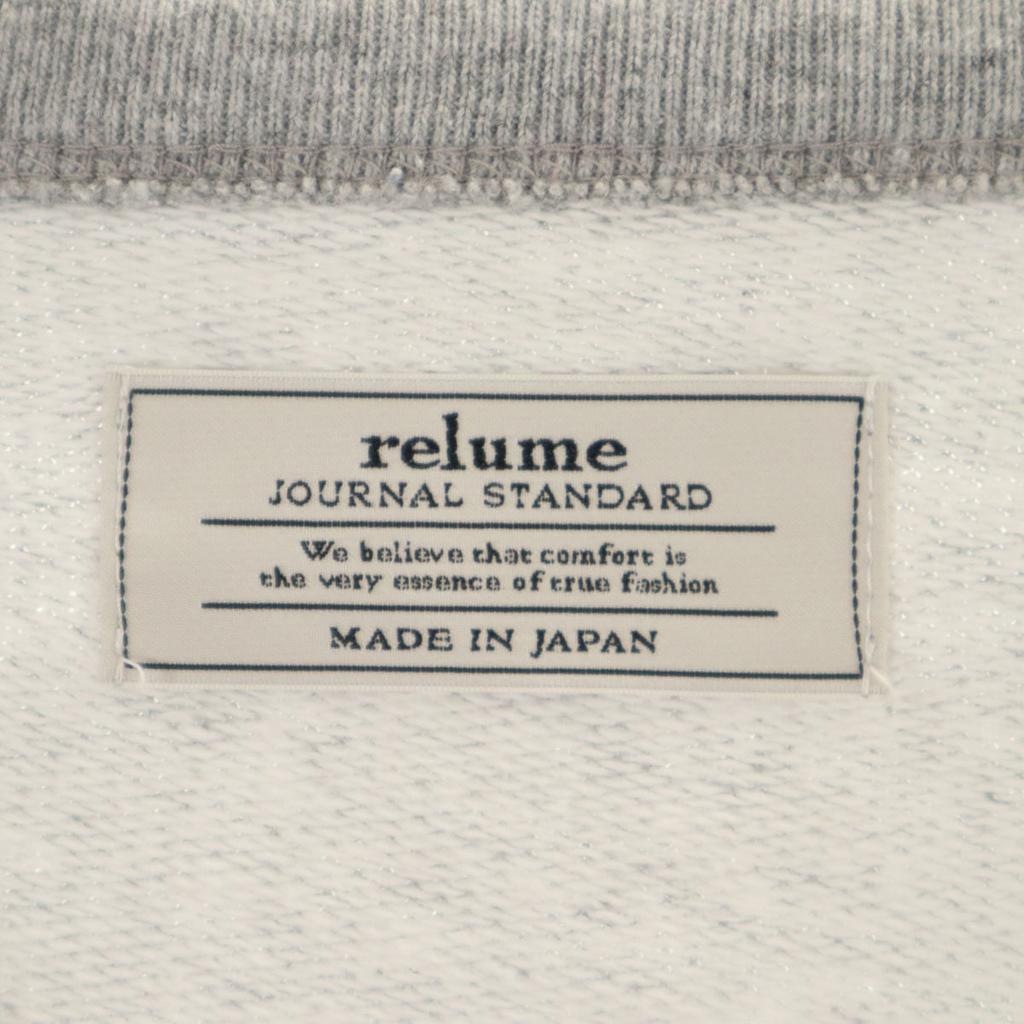 relume
JOURNAL STANDARD
We believe that comfort is
the very essence of true fashion
MADE IN JAPAN